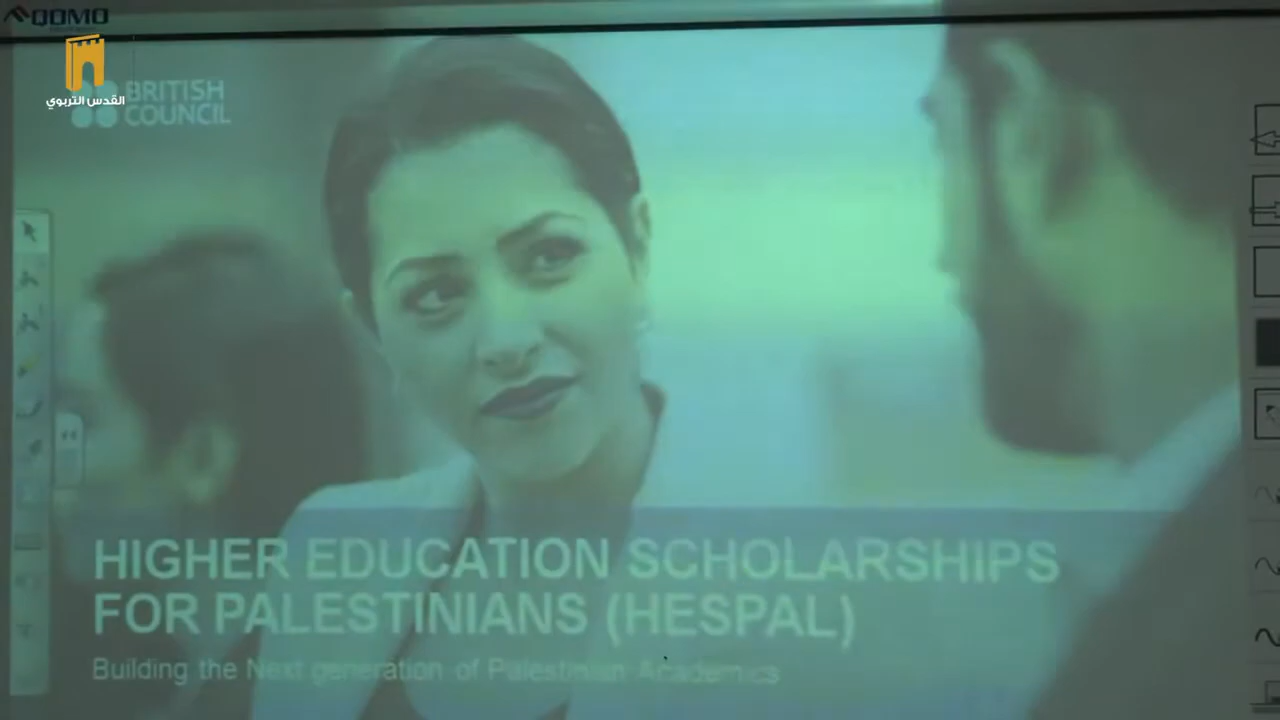 QOMO
القدس التربوي
BRITISH
COUNCIL
HIGHER EDUCATION SCHOLARSHIPS
FOR PALESTINIANS (HESPAL)
Building the Next generation of Palestinian Academics